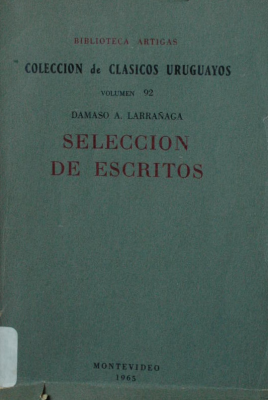 BIBLIOTECA ARTIGAS
COLECCION de CLASICOS URUGUAYOS
VOLUMEN 92
DAMASO A. LARRAÑAGA
SELECCION
DE ESCRITOS
MONTEVIDEO
1965